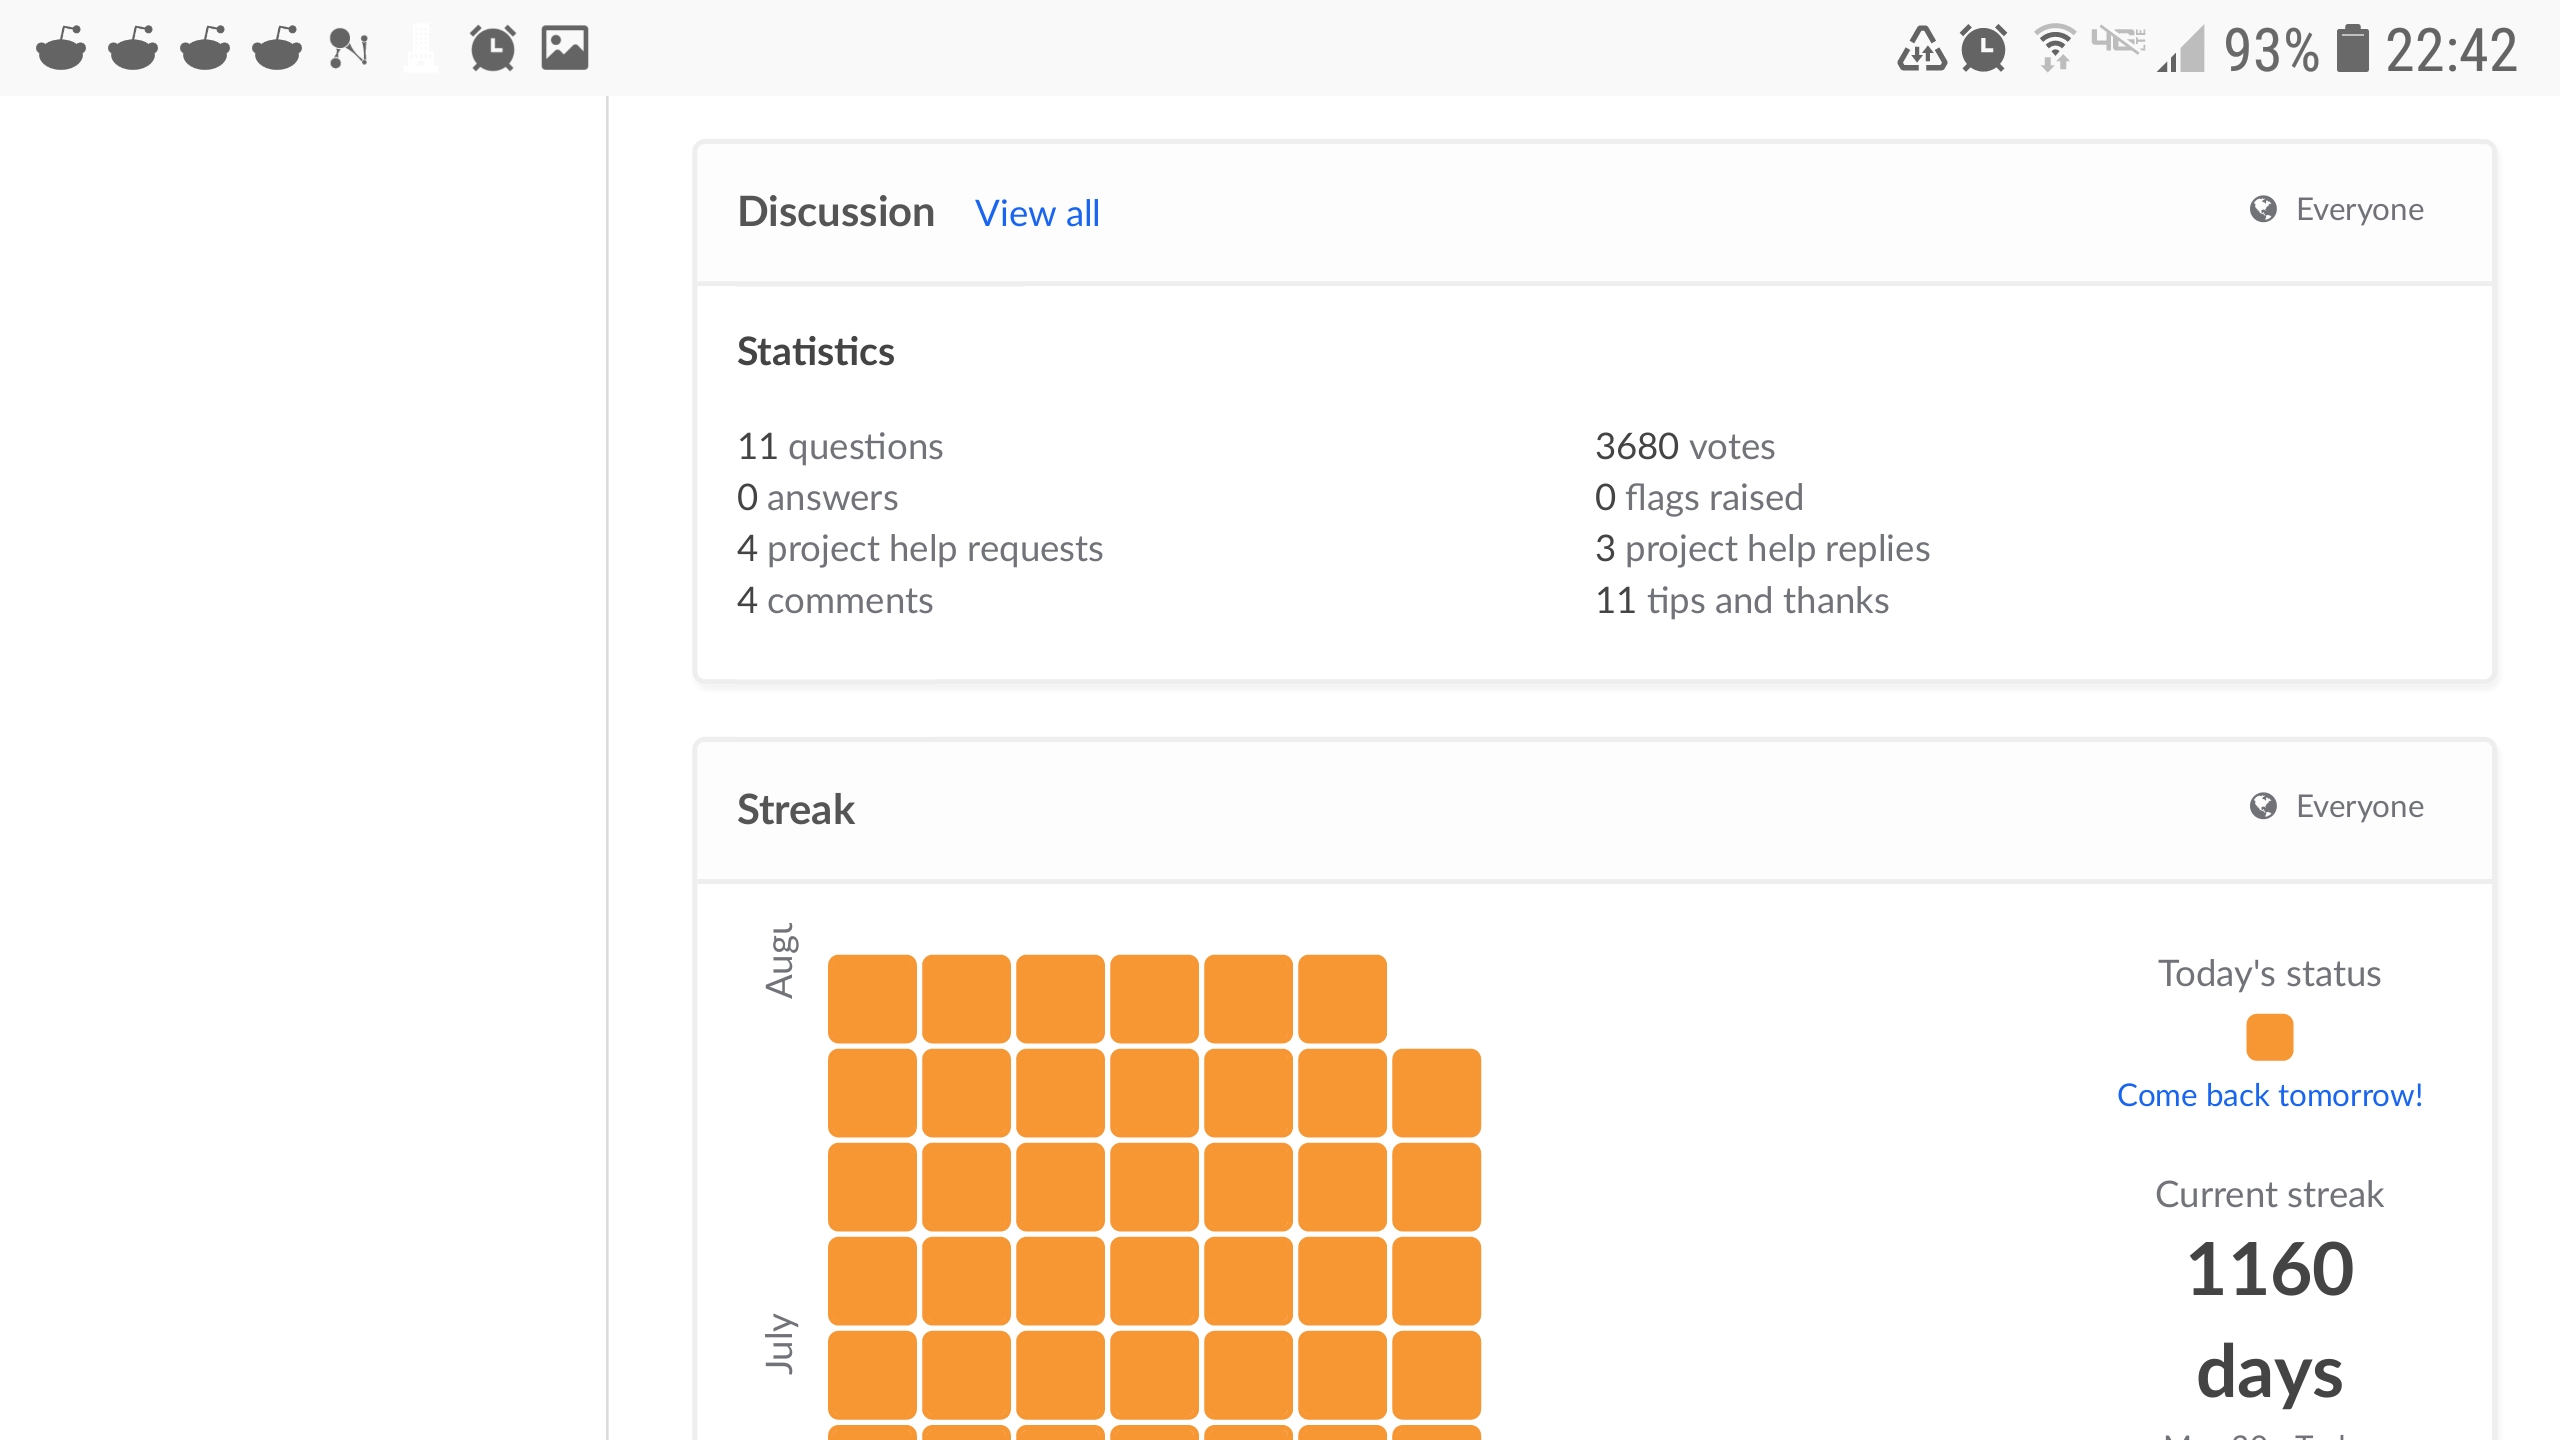 93% 22:42
Discussion View all Everyone
Statistics
11 questions
0 answers
4 project help requests
4 comments
3680 votes
0 flags raised
3 project help replies
11 tips and thanks
Streak Everyone
Augu
July
Today's status
Come back tomorrow!
Current streak
1160
days